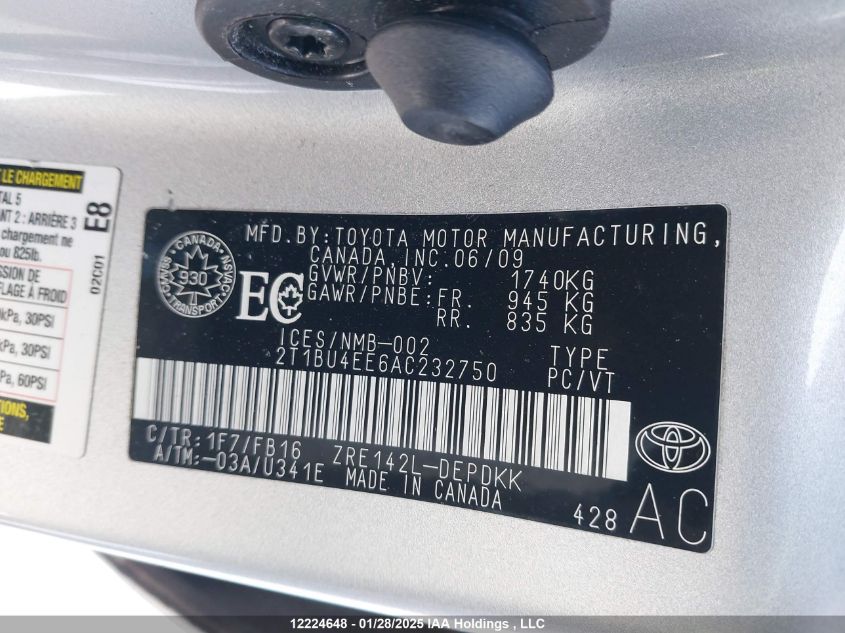 T LE CHARGEMENT
TAL 5
ANT 2 : ARRIÈRE 3
chargement ne
ou 825lb.
SSION DE
FLAGE À FROID
kPa, 30PSI
kPa, 30PSI
Pa, 60PSI
TIONS,
E
E8
02C01
CANADA
930
TRANSPORT
EC
MFD.BY:TOYOTA MOTOR MANUFACTURING,
CANADA, INC.06/09
GVWR/PNBV: 1740KG
GAWR/PNBE:FR. 945 KG
RR. 835 KG
ICES/NMB-002
2T1BU4EE6AC232750
TYPE
PC/VT
C/TR:1F7/FB16 ZRE142L-DEPDKK
A/TM:-03A/U341E MADE IN CANADA
428 AC
12224648 - 01/28/2025 IAA Holdings , LLC